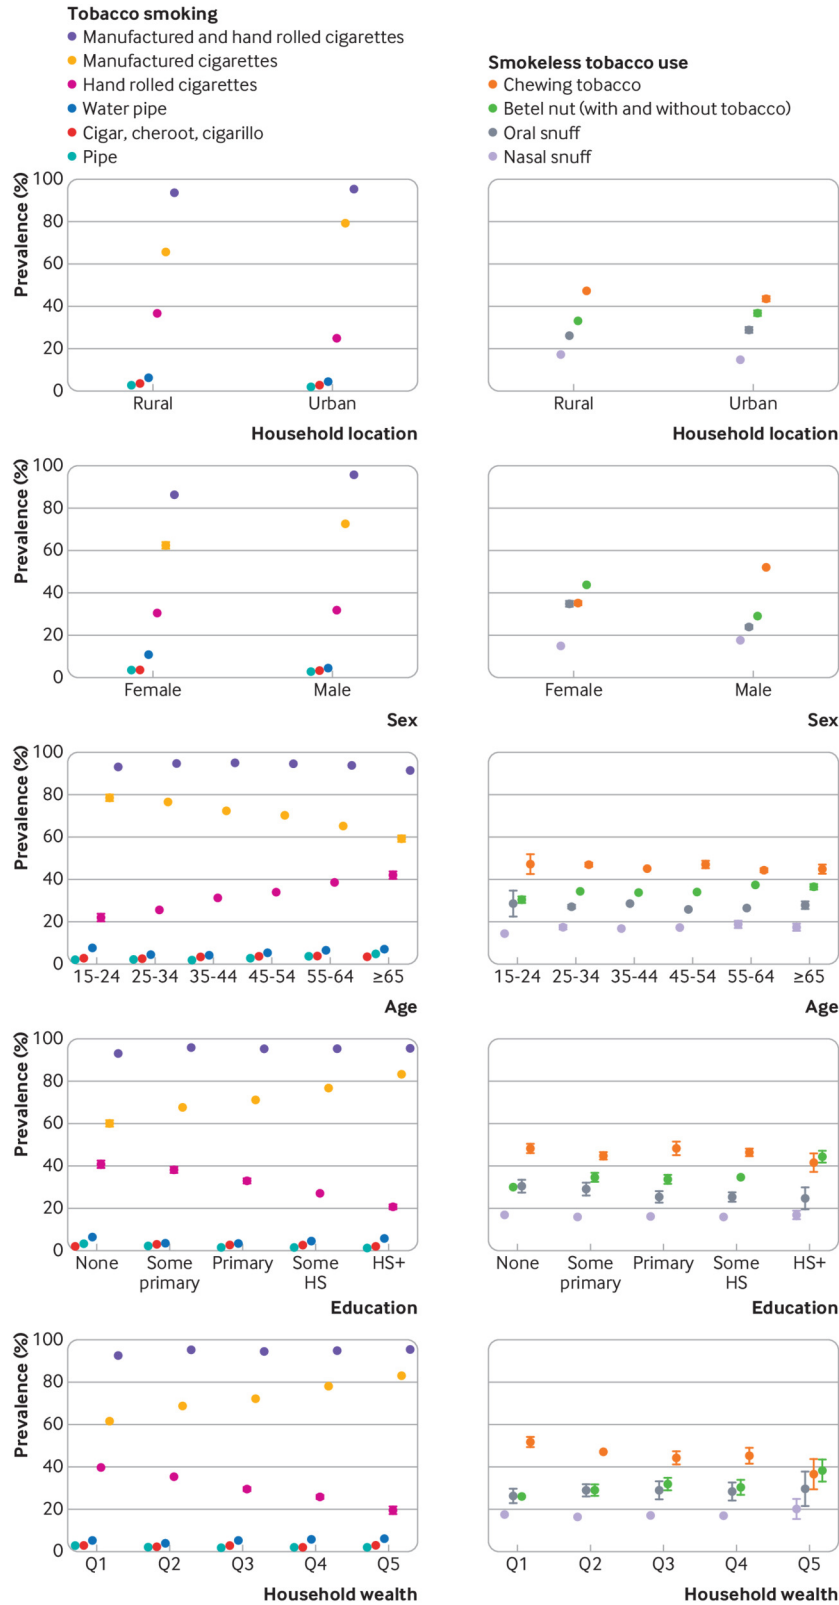 Tobacco smoking
Manufactured and hand rolled cigarettes
Manufactured cigarettes
Hand rolled cigarettes
Water pipe
Cigar, cheroot, cigarillo
Pipe
Smokeless tobacco use
Chewing tobacco
Betel nut (with and without tobacco)
Oral snuff
Nasal snuff
Prevalence (%)
100
80
60
40
20
0
Rural Urban
Household location
Rural Urban
Household location
Prevalence (%)
100
80
60
40
20
0
Female Male
Sex
Female Male
Sex
Prevalence (%)
100
80
60
40
20
0
15-24 25-34 35-44 45-54 55-64 ≥65
Age
15-24 25-34 35-44 45-54 55-64 ≥65
Age
Prevalence (%)
100
80
60
40
20
0
None Some primary Primary Some HS HS+
Education
None Some primary Primary Some HS HS+
Education
Prevalence (%)
100
80
60
40
20
0
Q1 Q2 Q3 Q4 Q5
Household wealth
Q1 Q2 Q3 Q4 Q5
Household wealth